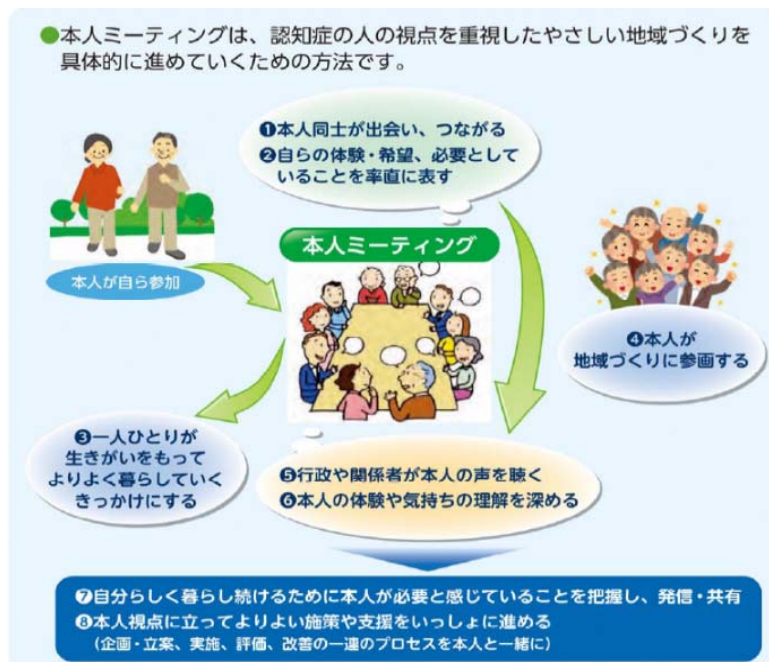 ●本人ミーティングは、認知症の人の視点を重視したやさしい地域づくりを
具体的に進めていくための方法です。
❶本人同士が出会い、つながる
❷自らの体験・希望、必要として
いることを率直に表す
本人ミーティング
本人が自ら参加
❹本人が
地域づくりに参画する
❸一人ひとりが
生きがいをもって
よりよく暮らしていく
きっかけにする
❺行政や関係者が本人の声を聴く
❻本人の体験や気持ちの理解を深める
❼自分らしく暮らし続けるために本人が必要と感じていることを把握し、発信・共有
❽本人視点に立ってよりよい施策や支援をいっしょに進める
(企画・立案、実施、評価、改善の一連のプロセスを本人と一緒に)